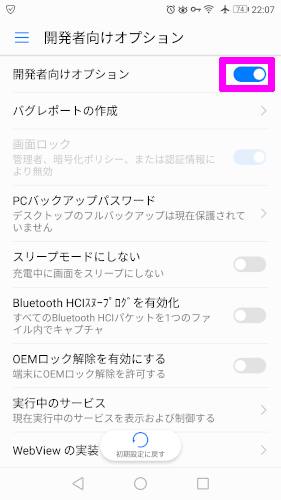 74 22:07
開発者向けオプション
開発者向けオプション
バグレポートの作成
画面ロック
管理者、暗号化ポリシー、または認証情報に
より無効
PCバックアップパスワード
デスクトップのフルバックアップは現在保護されて
いません
スリープモードにしない
充電中に画面をスリープにしない
Bluetooth HCIｽﾇｰﾌﾟﾛｸﾞを有効化
すべてのBluetooth HCIパケットを1つのファ
イル内でキャプチャ
OEMロック解除を有効にする
端末にOEMロック解除を許可する
実行中のサービス
現在実行中のサービスを表示および制御する
WebView の実装
初期設定に戻す